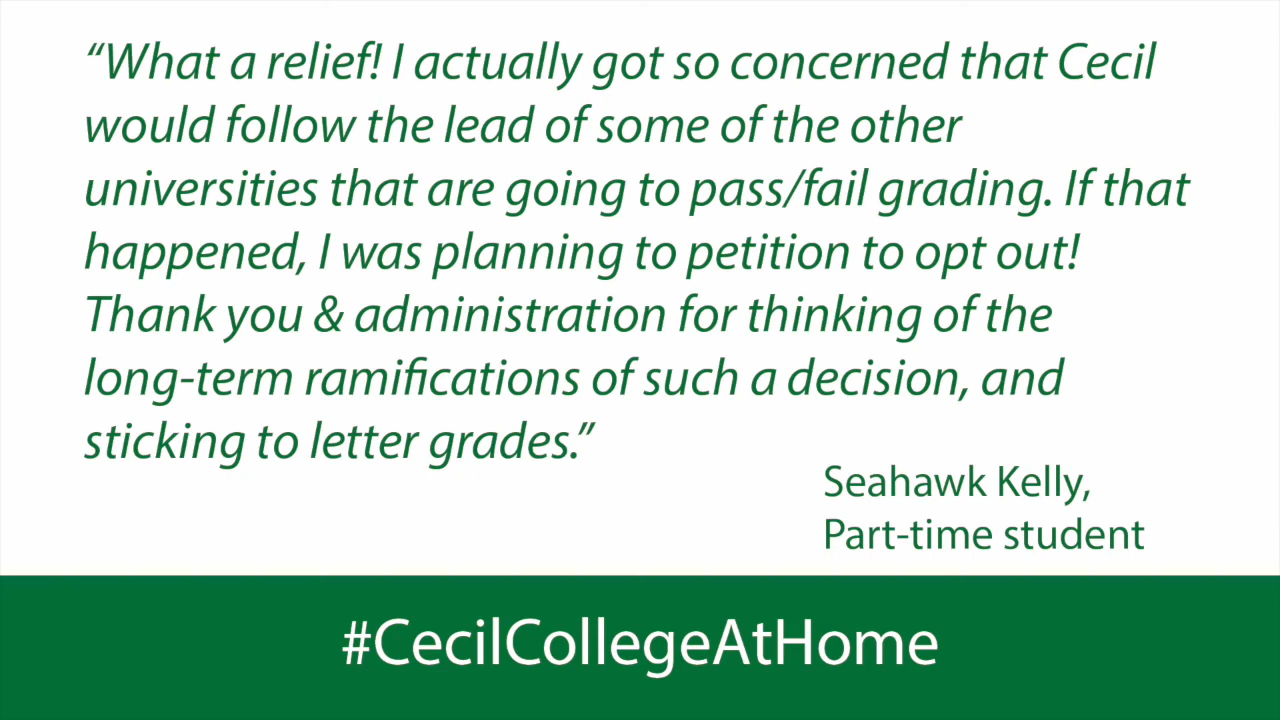 “What a relief! I actually got so concerned that Cecil
would follow the lead of some of the other
universities that are going to pass/fail grading. If that
happened, I was planning to petition to opt out!
Thank you & administration for thinking of the
long-term ramifications of such a decision, and
sticking to letter grades.”
Seahawk Kelly,
Part-time student
#CecilCollegeAtHome